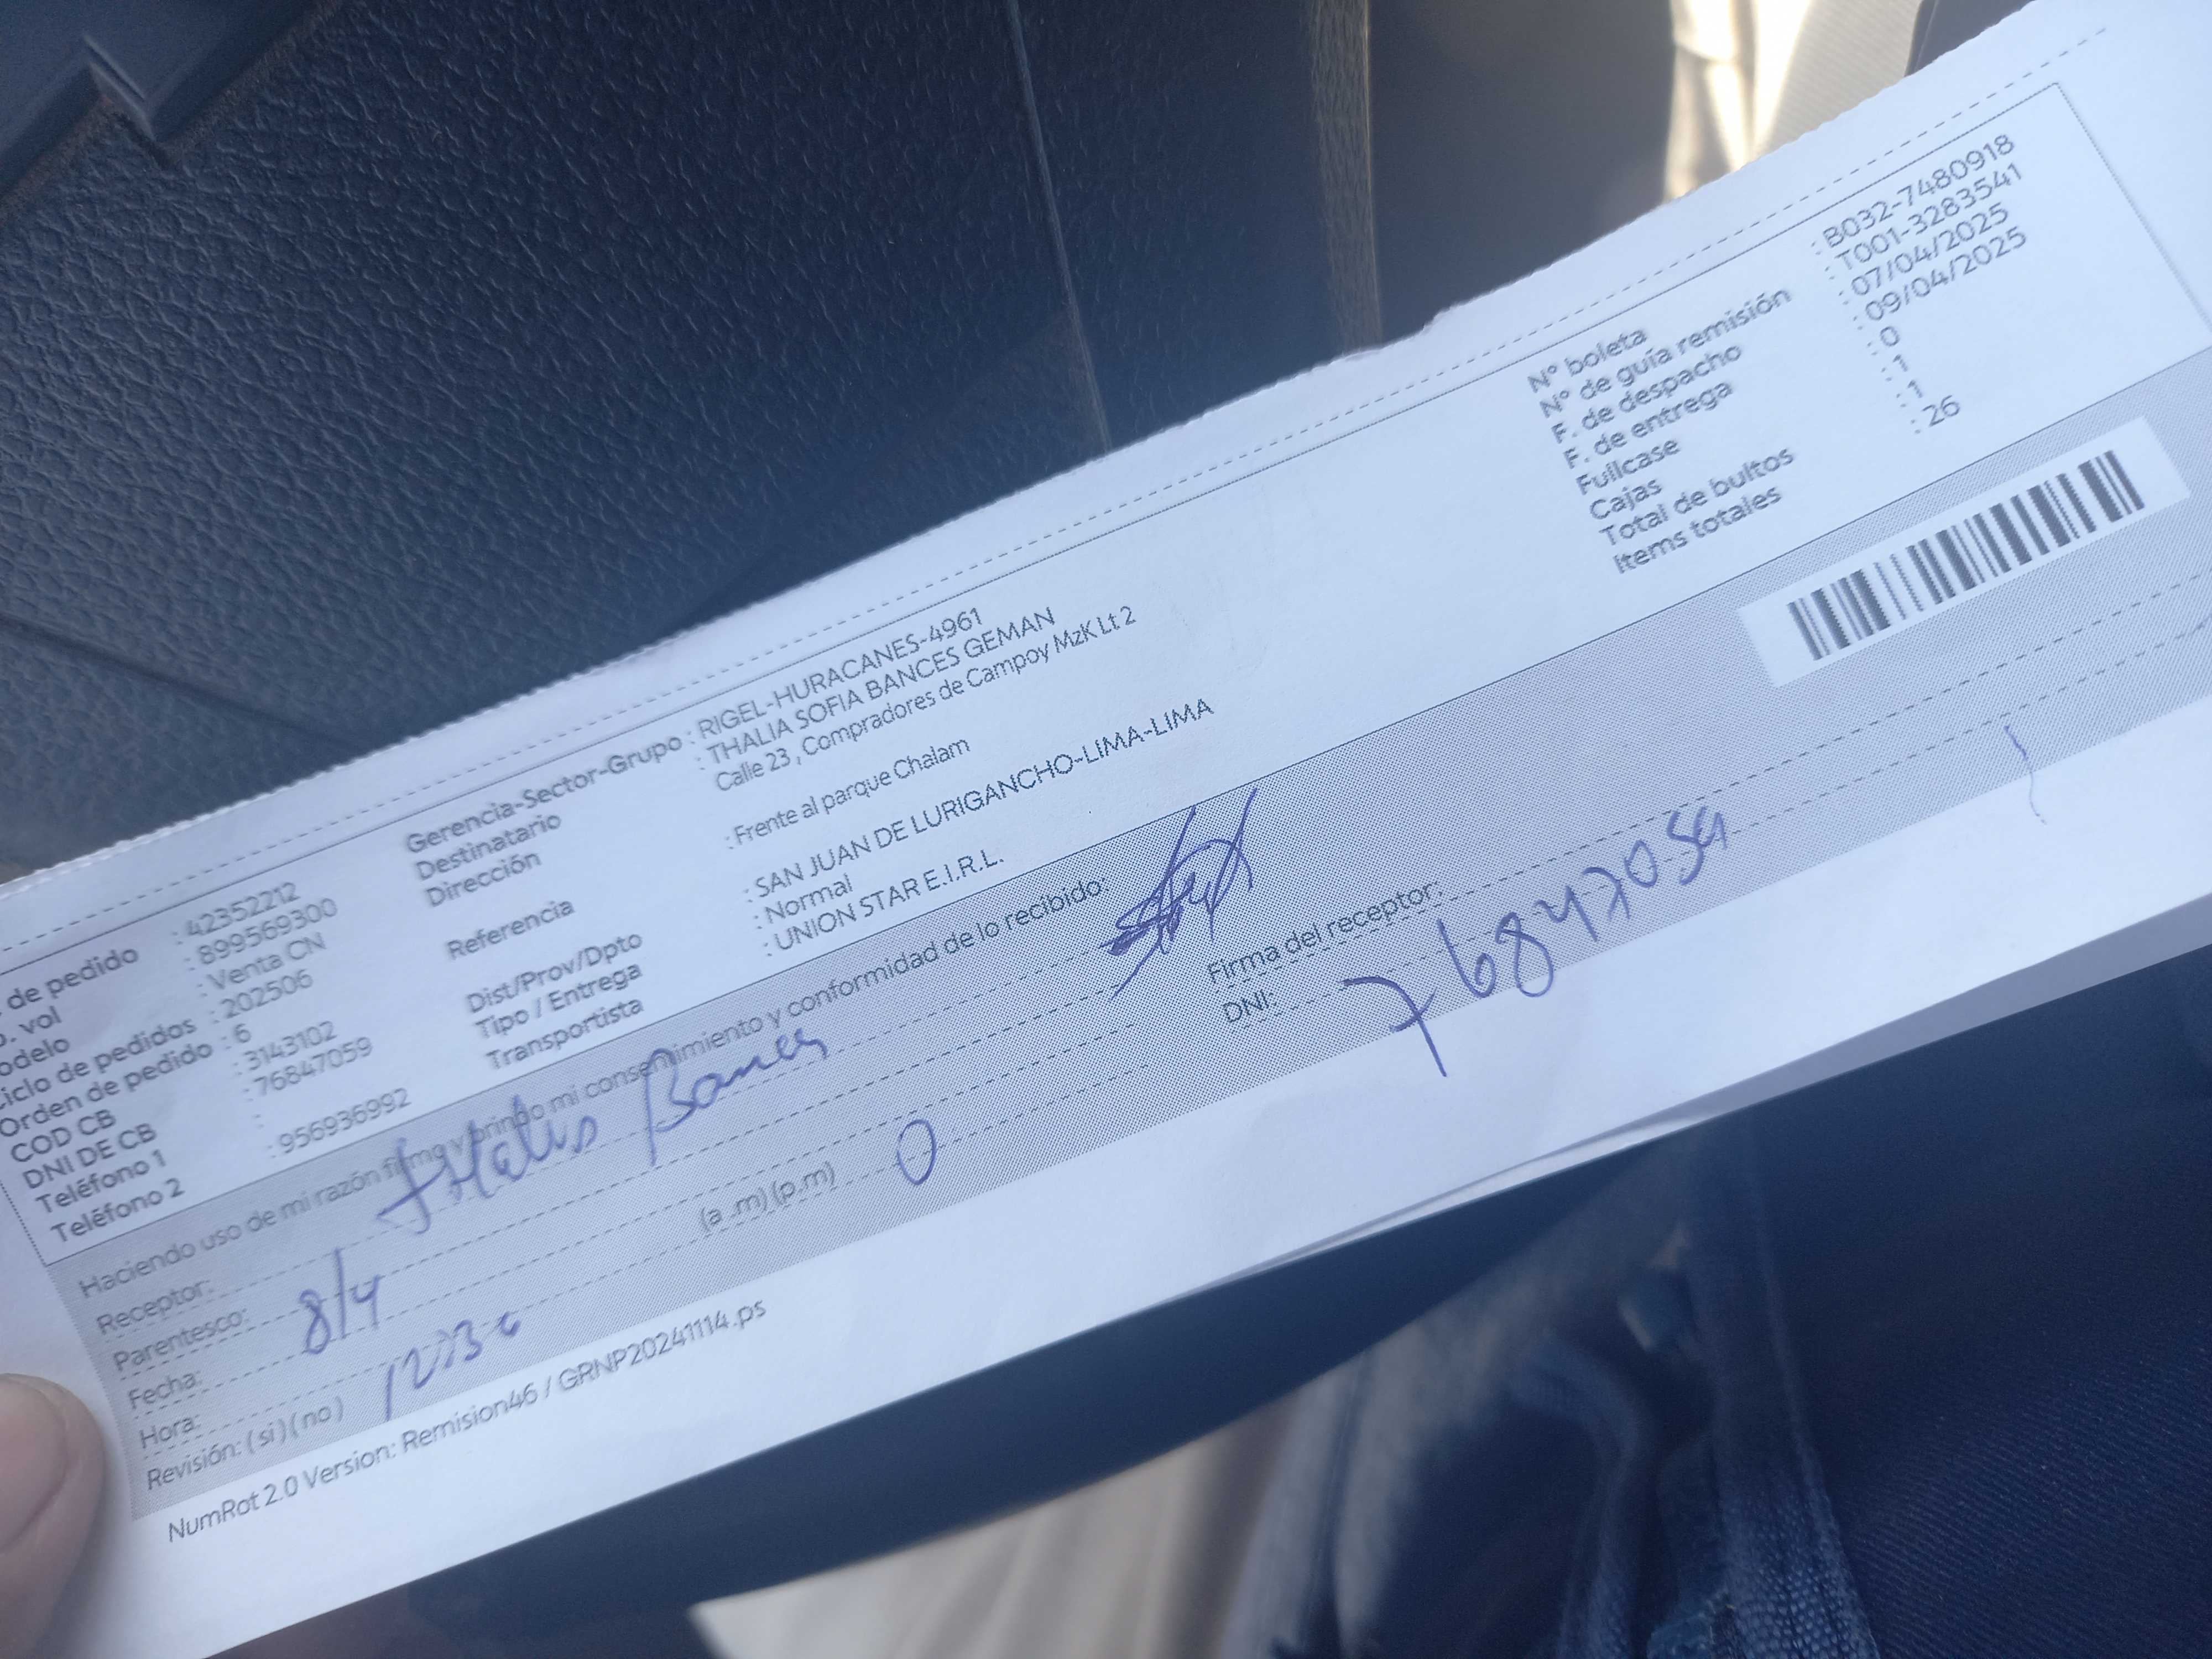 de pedido : 42352212
. vol : 899569300
odelo : Venta CN
iclo de pedidos : 202506
Orden de pedido : 6
COD CB : 3143102
DNI DE CB : 76847059
Teléfono 1 :
Teléfono 2 : 956936992
Gerencia-Sector-Grupo : RIGEL-HURACANES-4961
Destinatario : THALIA SOFIA BANCES GEMAN
Dirección Calle 23 , Compradores de Campoy MzK Lt 2
Referencia : Frente al parque Chalam
Dist/Prov/Dpto : SAN JUAN DE LURIGANCHO-LIMA-LIMA
Tipo / Entrega : Normal
Transportista : UNION STAR E.I.R.L.
N° boleta : B032-7480918
N° de guía remisión : T001-3283541
F. de despacho : 07/04/2025
F. de entrega : 09/04/2025
Fullcase : 0
Cajas : 1
Total de bultos : 1
Items totales : 26
Haciendo uso de mi razón firmo y brindo mi consentimiento y conformidad de lo recibido:
Receptor: Thalia Bances
Parentesco:
Fecha: 8/4
Hora: 12:30 (a .m) (p.m) 0
Revisión: ( si ) ( no )
Firma del receptor:
DNI: 76847059
NumRot 2.0 Version: Remision46 / GRNP20241114.ps